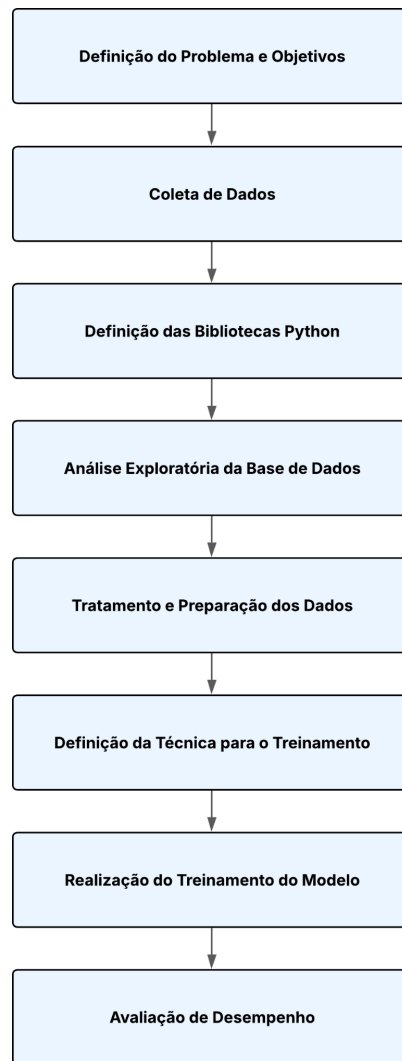 Definição do Problema e Objetivos
Coleta de Dados
Definição das Bibliotecas Python
Análise Exploratória da Base de Dados
Tratamento e Preparação dos Dados
Definição da Técnica para o Treinamento
Realização do Treinamento do Modelo
Avaliação de Desempenho